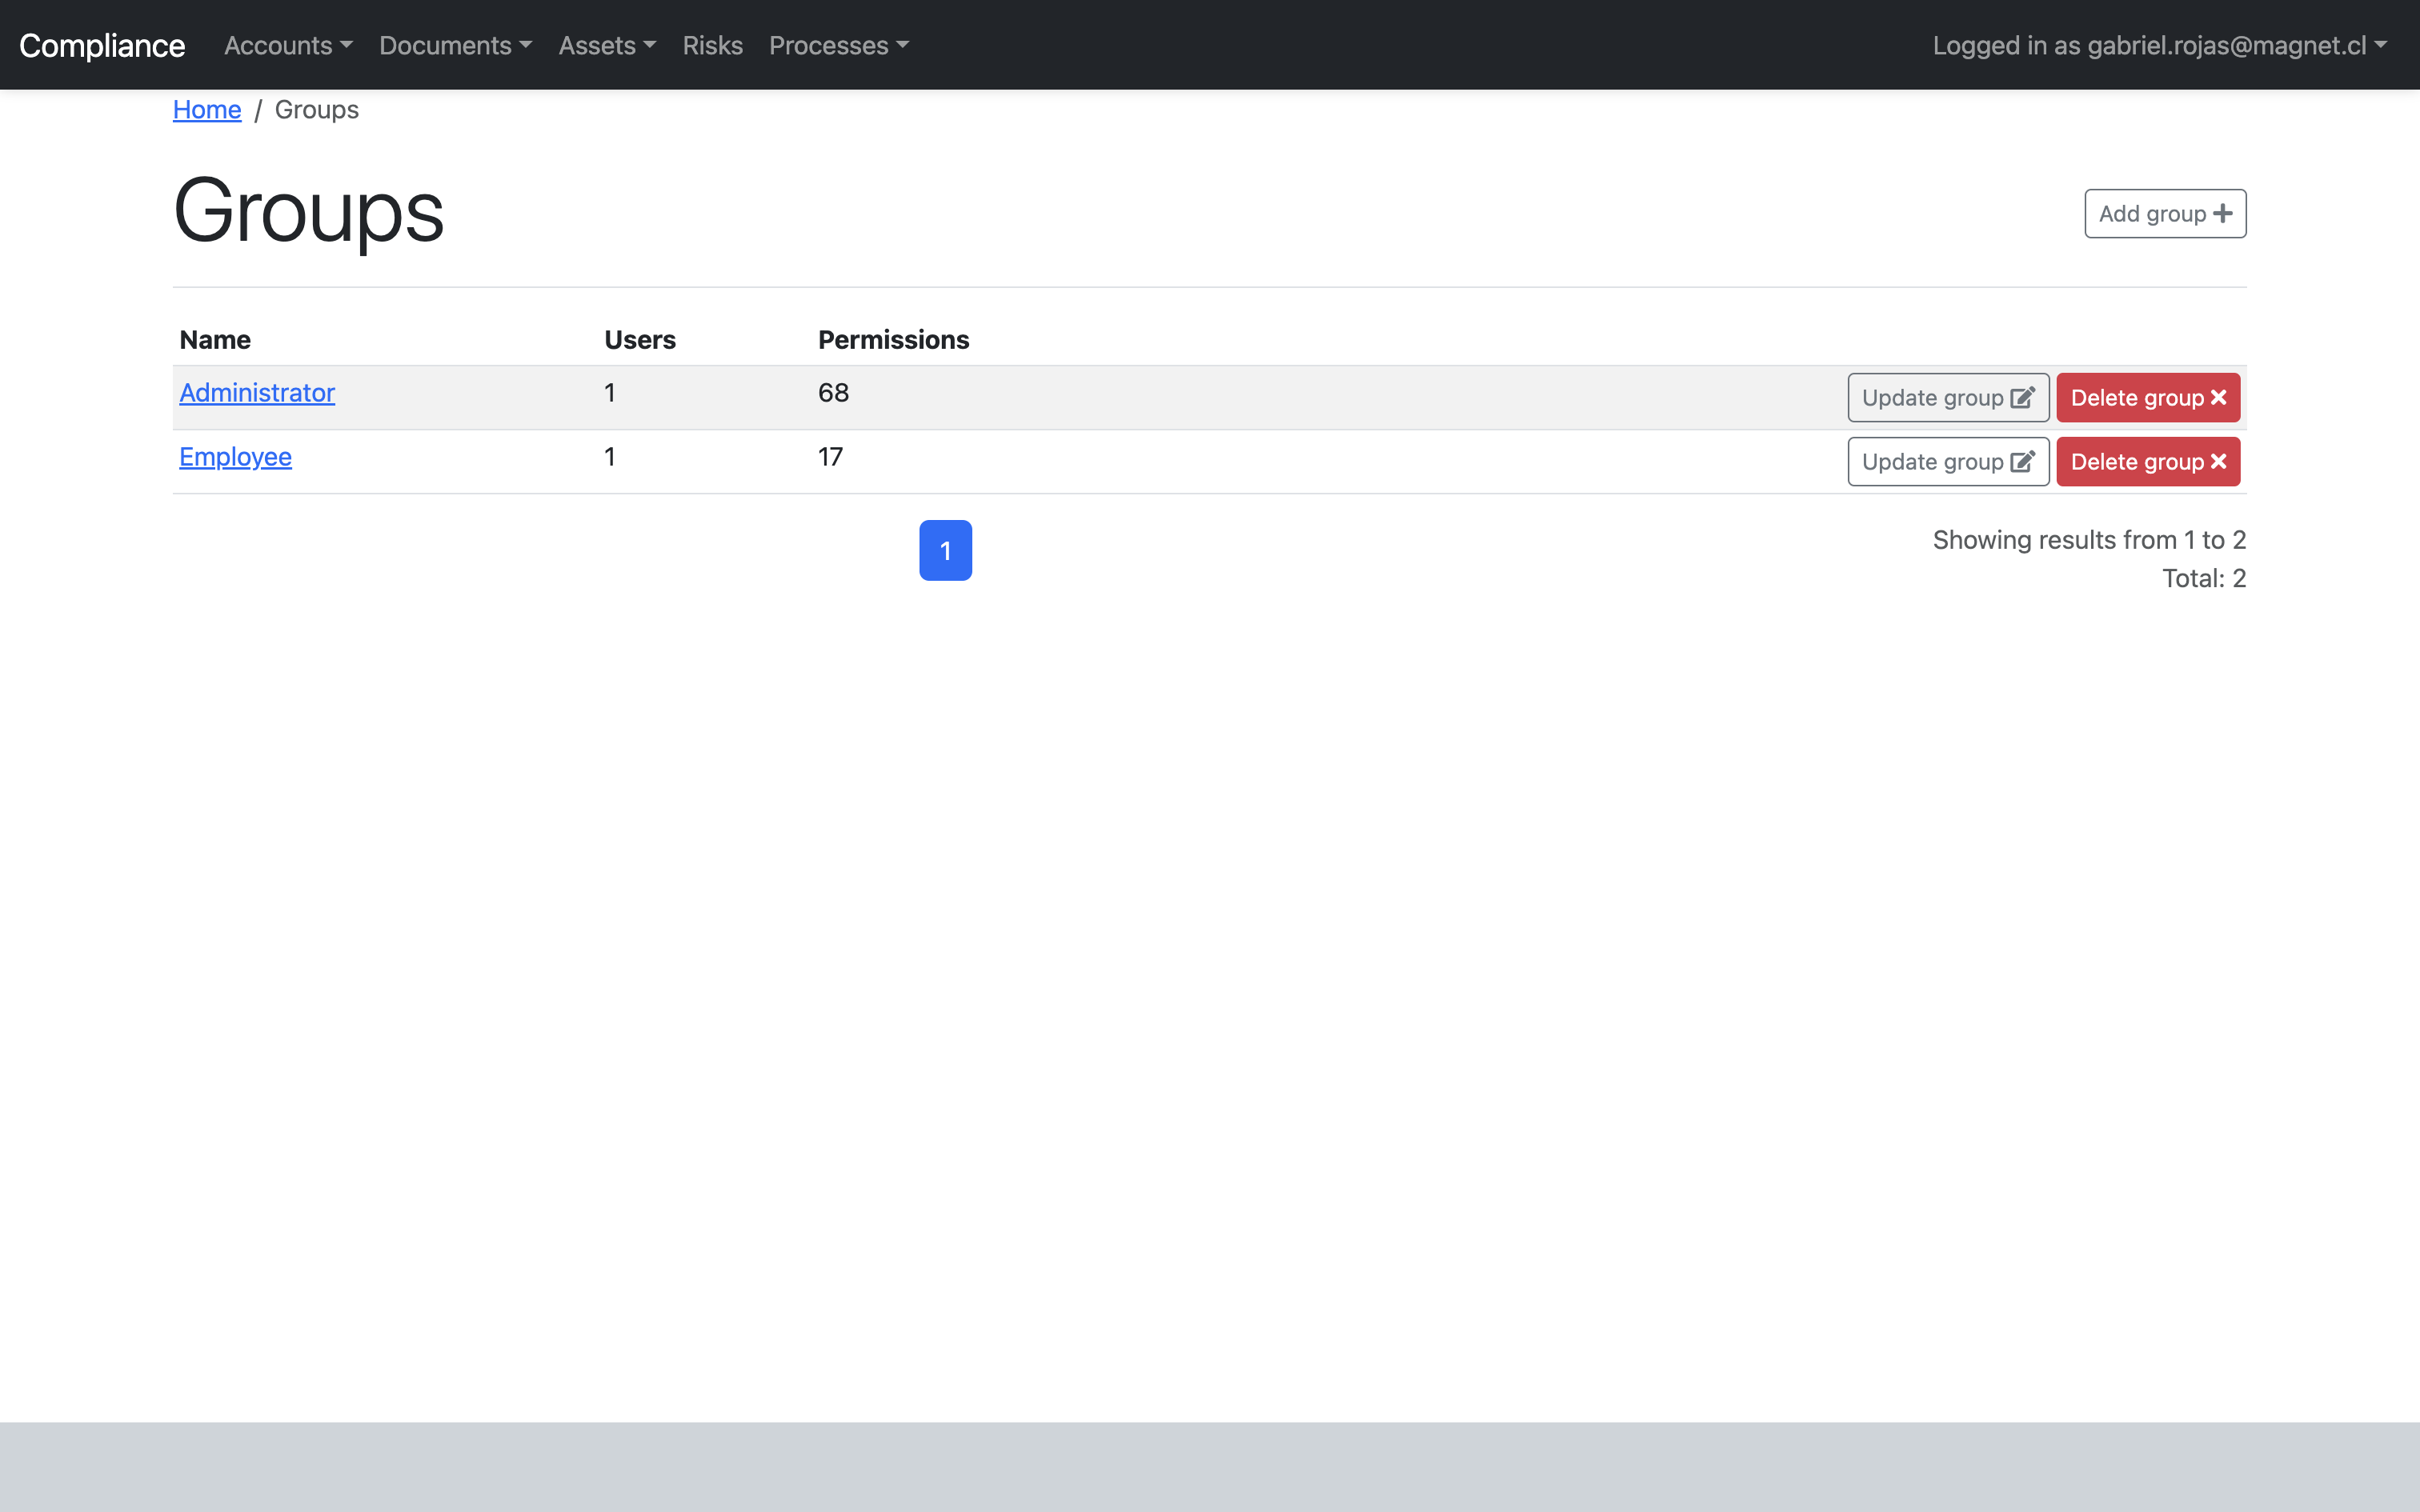 Compliance Accounts Documents Assets Risks Processes Logged in as gabriel.rojas@magnet.cl
Home / Groups
Groups
Add group
Name Users Permissions
Administrator 1 68 Update group Delete group
Employee 1 17 Update group Delete group
1
Showing results from 1 to 2
Total: 2